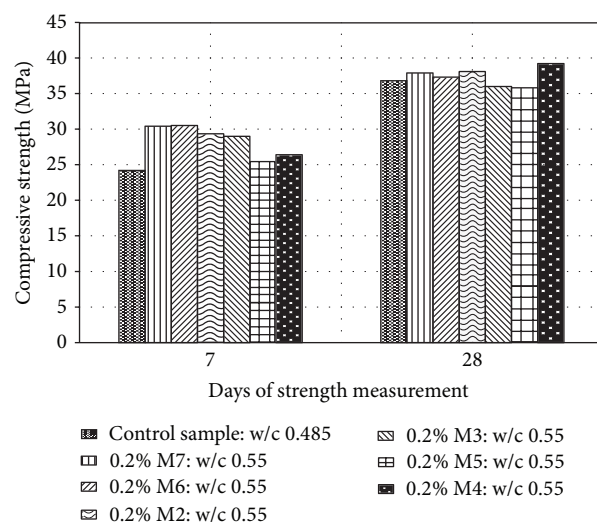 45
40
35
30
25
20
15
10
5
0
Compressive strength (MPa)
7 28
Days of strength measurement
Control sample: w/c 0.485
0.2% M7: w/c 0.55
0.2% M6: w/c 0.55
0.2% M2: w/c 0.55
0.2% M3: w/c 0.55
0.2% M5: w/c 0.55
0.2% M4: w/c 0.55